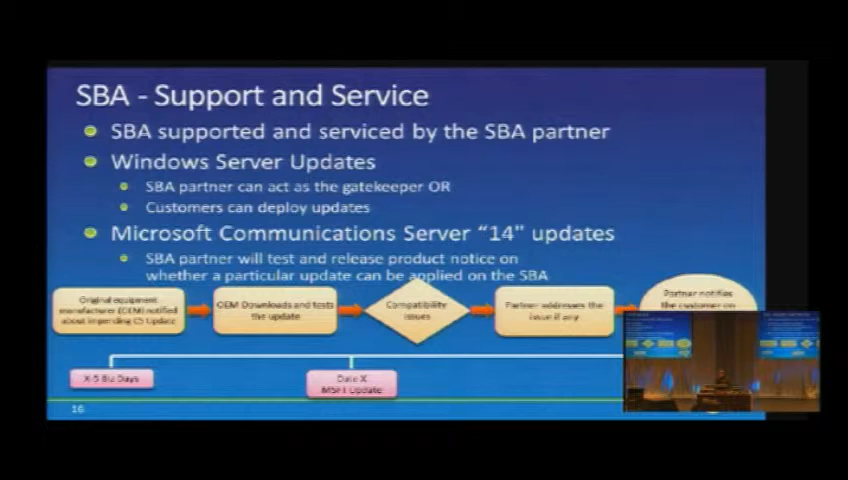 SBA - Support and Service
SBA supported and serviced by the SBA partner
Windows Server Updates
SBA partner can act as the gatekeeper OR
Customers can deploy updates
Microsoft Communications Server “14" updates
SBA partner will test and release product notice on
whether a particular update can be applied on the SBA
Original equipment
manufacturer (OEM) notified
about impending CS Update
OEM Downloads and tests
the update
Compatibility
issues
Partner addresses the
issue if any
Partner notifies
the customer on
X-5 Biz Days
Date X
MSFT Update
16